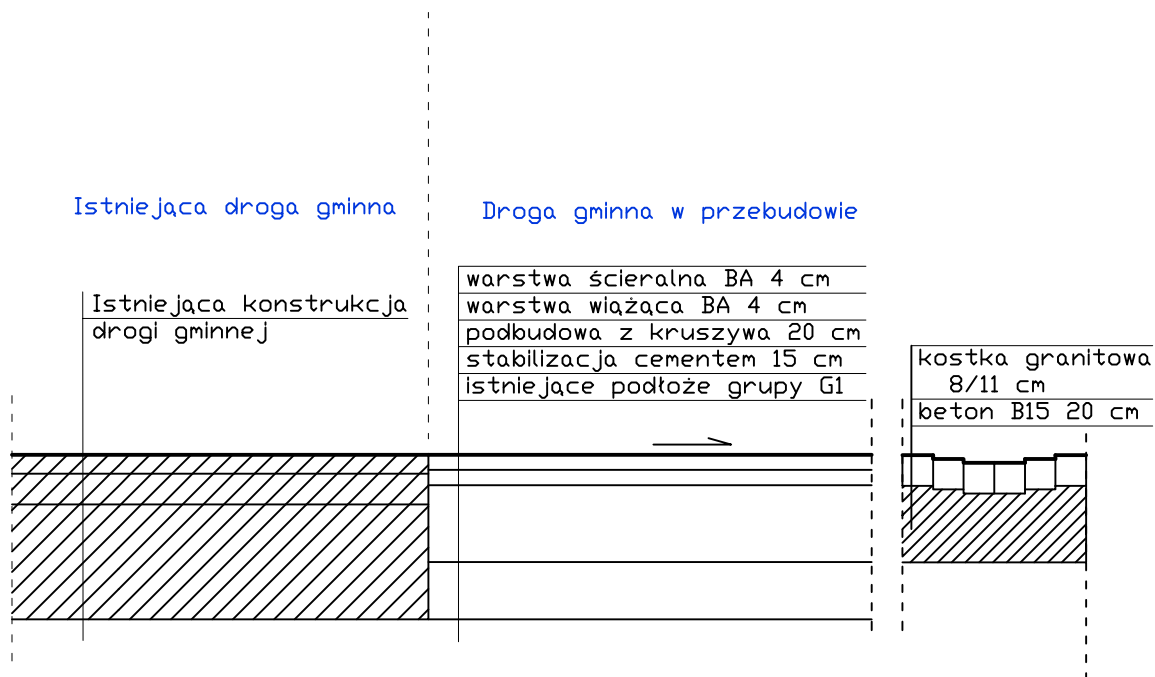 Istniejąca droga gminna
Droga gminna w przebudowie
Istniejąca konstrukcja
drogi gminnej
warstwa ścieralna BA 4 cm
warstwa wiążąca BA 4 cm
podbudowa z kruszywa 20 cm
stabilizacja cementem 15 cm
istniejące podłoże grupy G1
kostka granitowa
8/11 cm
beton B15 20 cm